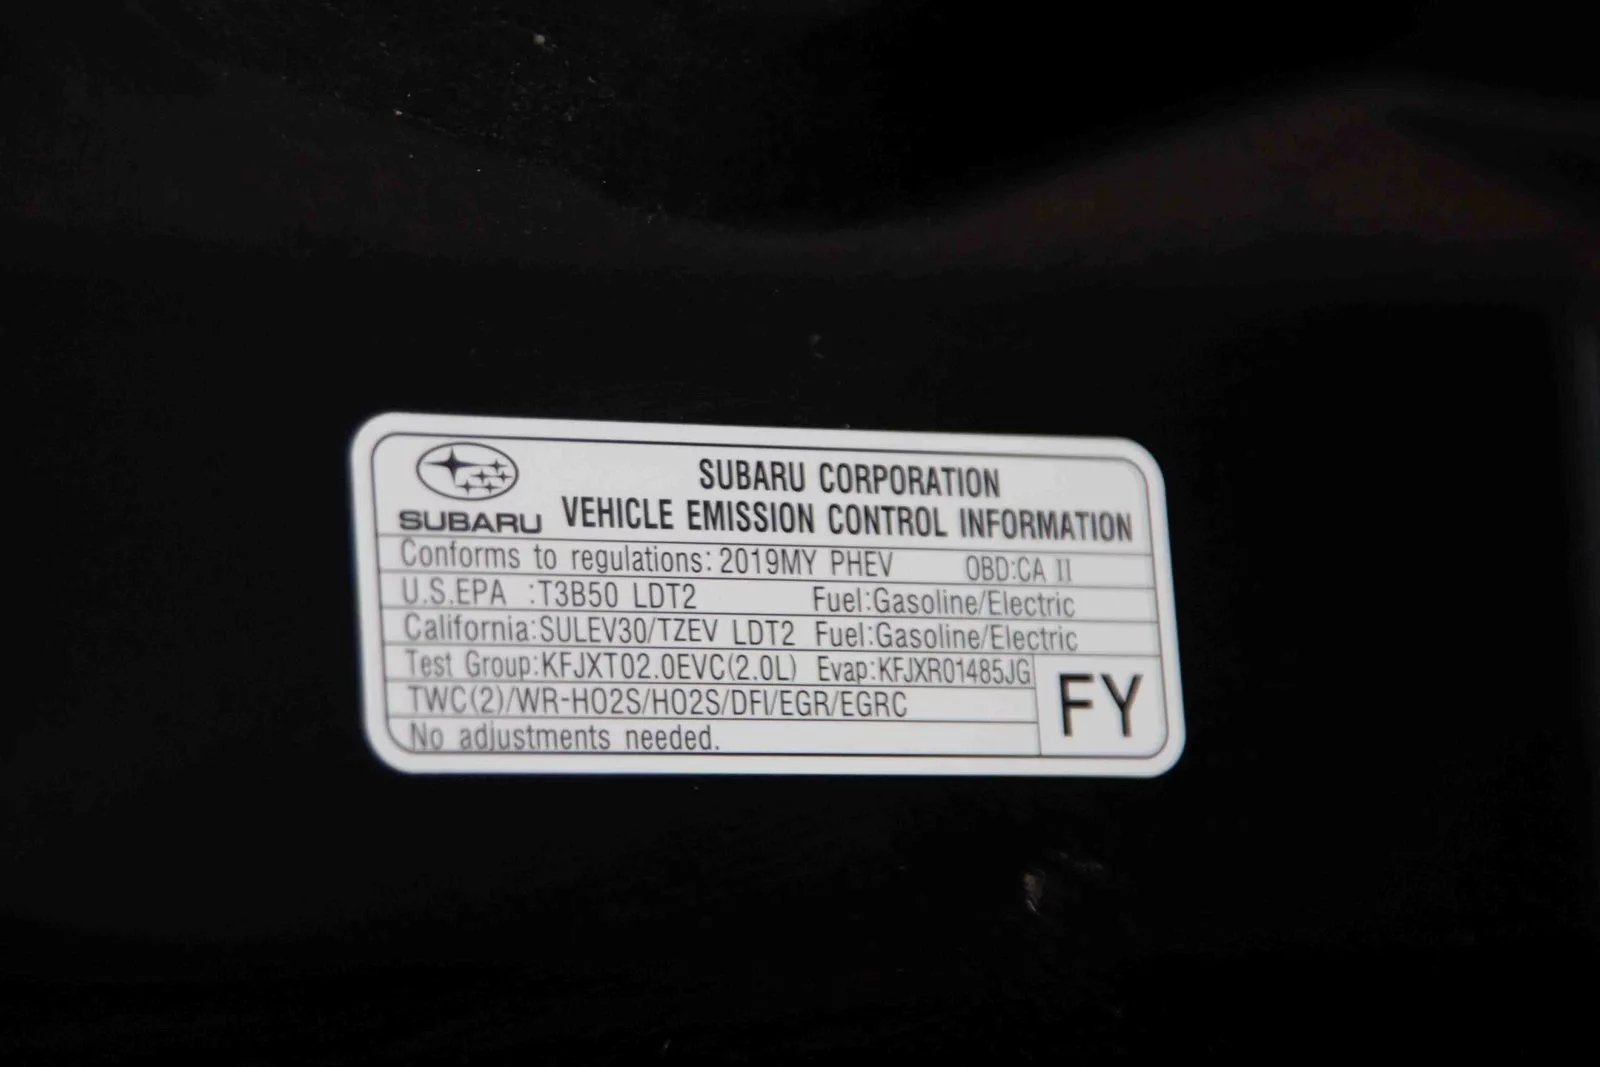 SUBARU CORPORATION
SUBARU VEHICLE EMISSION CONTROL INFORMATION
Conforms to regulations: 2019MY PHEV OBD:CA II
U.S.EPA :T3B50 LDT2 Fuel:Gasoline/Electric
California:SULEV30/TZEV LDT2 Fuel:Gasoline/Electric
Test Group:KFJXT02.0EVC(2.0L) Evap:KFJXR01485JG
TWC(2)/WR-HO2S/HO2S/DFI/EGR/EGRC
FY
No adjustments needed.